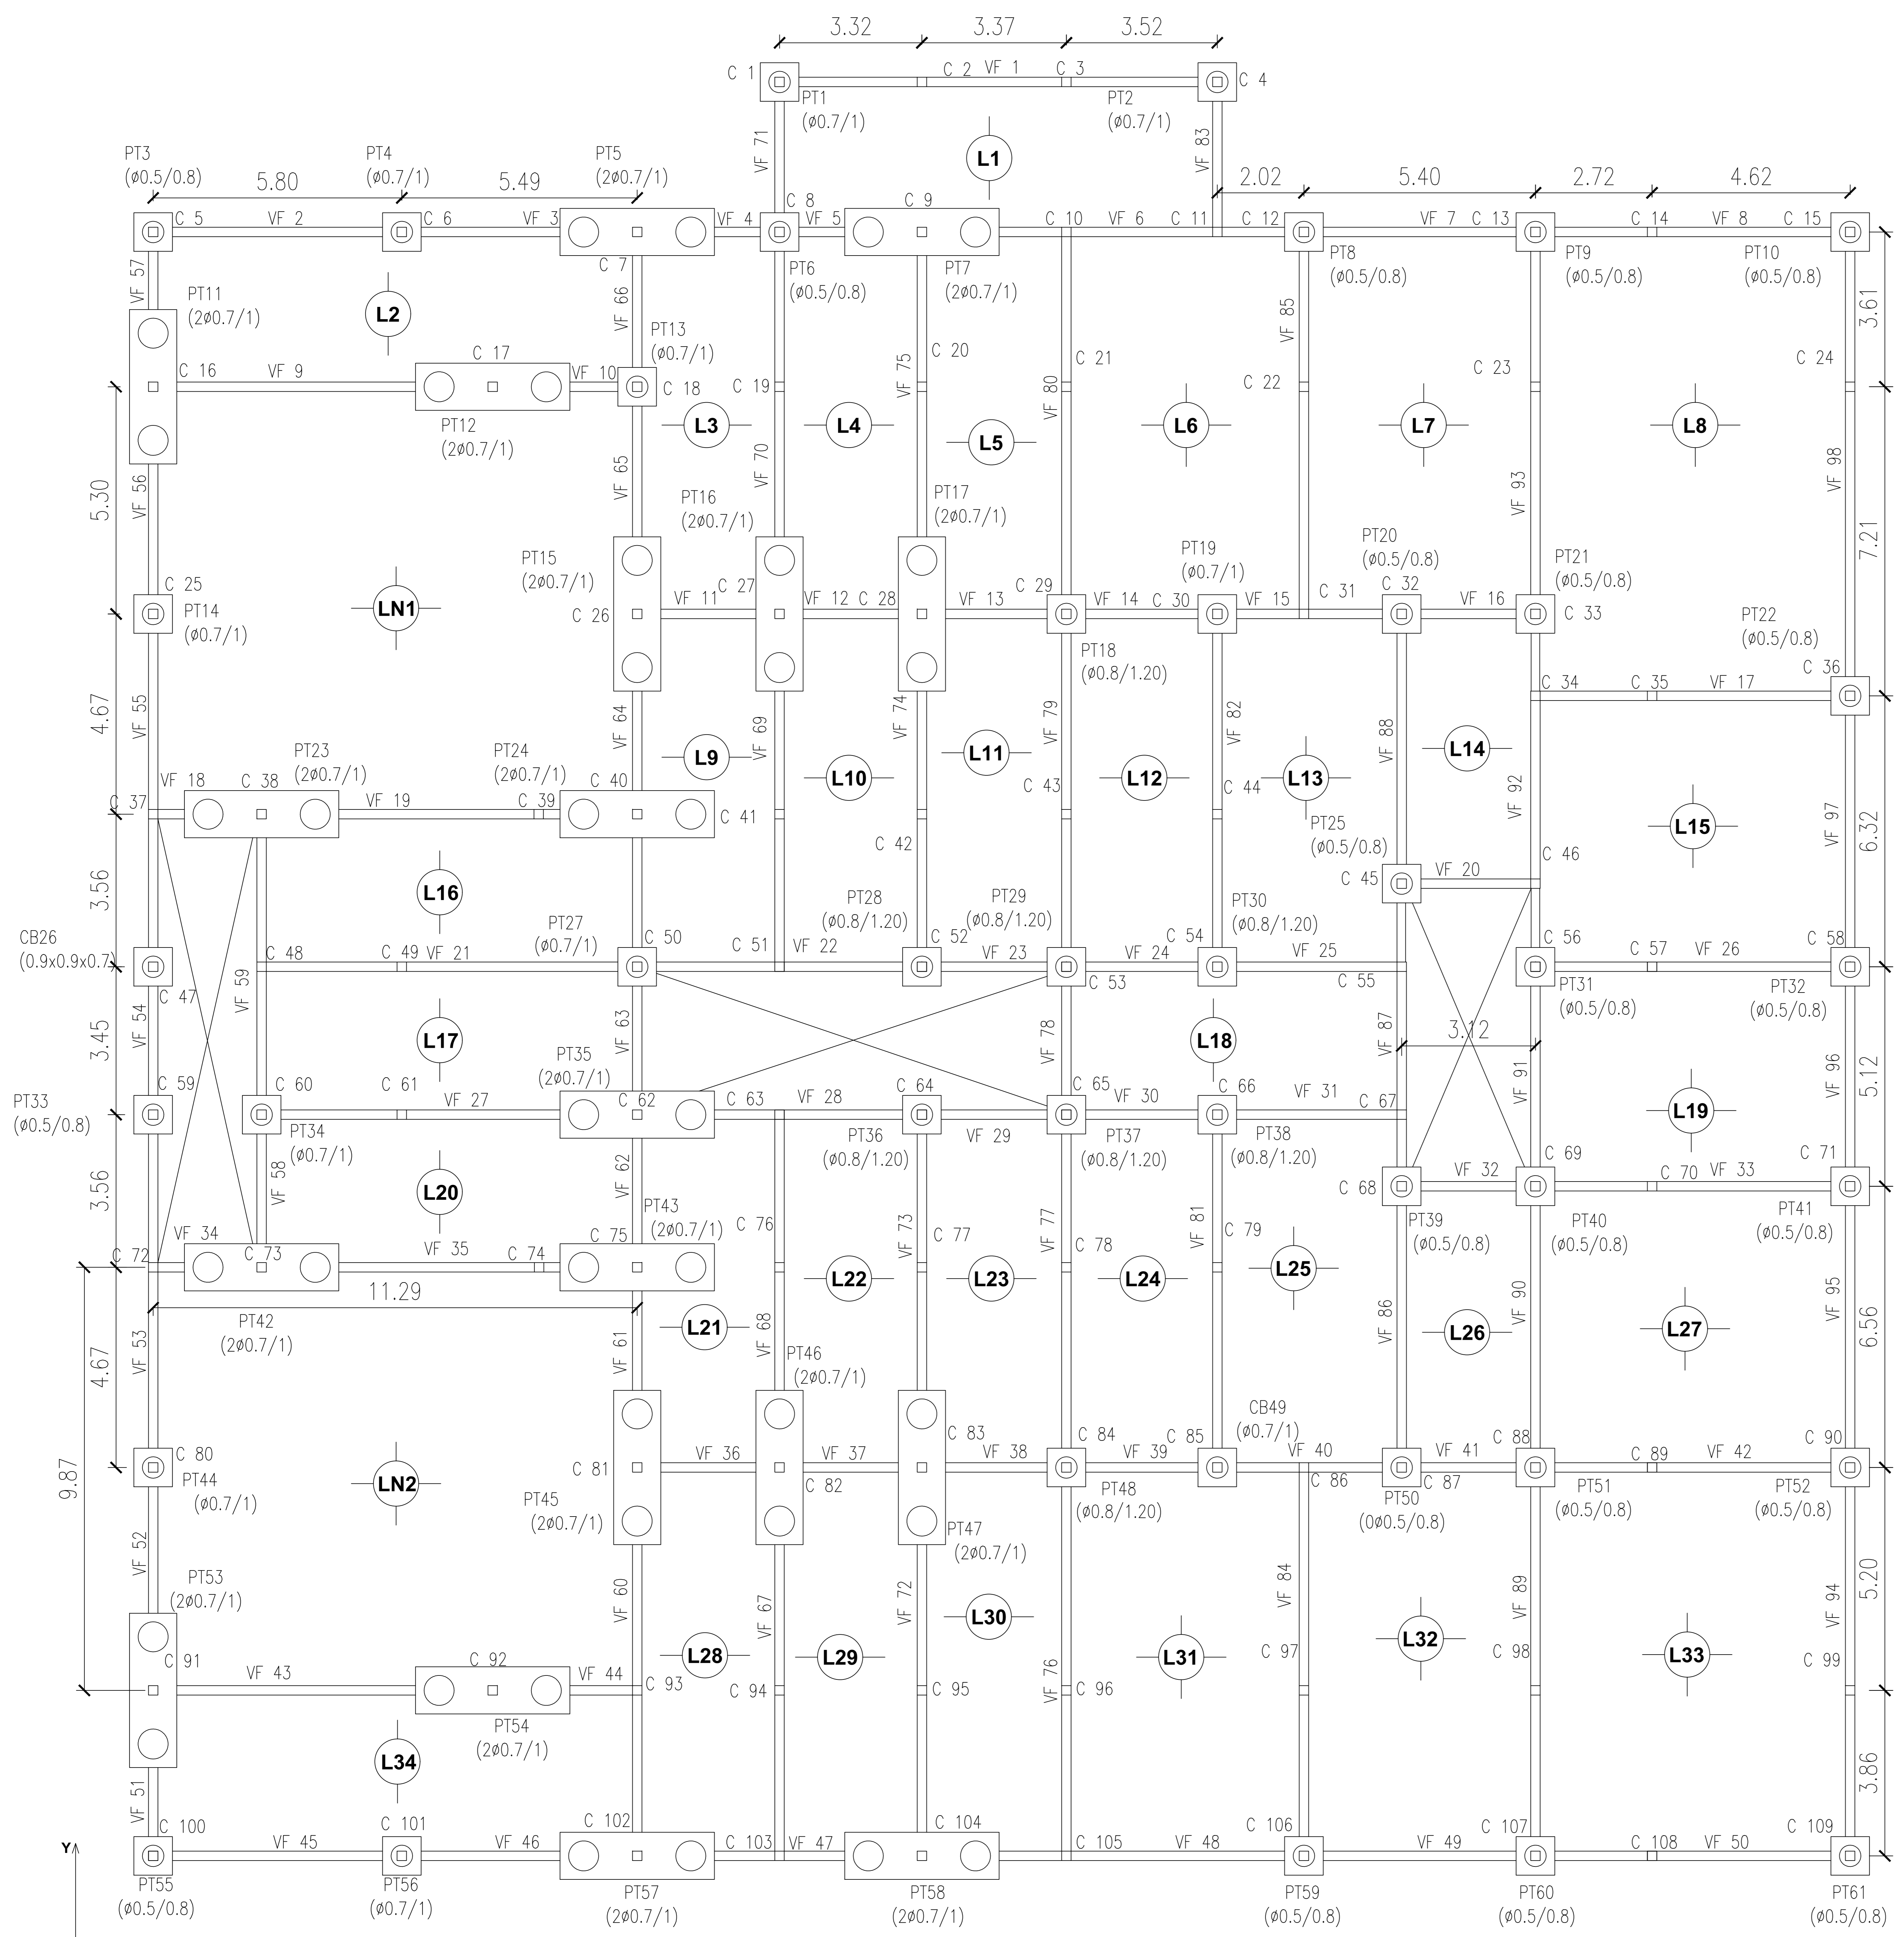 3.32 3.37 3.52
C 1 C 2 VF 1 C 3 C 4
PT1 PT2
(ø0.7/1) (ø0.7/1)
VF 71 L1 VF 83
PT3 PT4 PT5
(ø0.5/0.8) (ø0.7/1) (2ø0.7/1)
5.80 5.49 2.02 5.40 2.72 4.62
C 5 VF 2 C 6 VF 3 VF 4 C 8 VF 5 C 9 C 10 VF 6 C 11 C 12 VF 7 C 13 C 14 VF 8 C 15
C 7 PT6 PT7 PT8 PT9 PT10
(ø0.5/0.8) (2ø0.7/1) (ø0.5/0.8) (ø0.5/0.8) (ø0.5/0.8)
VF 57 PT11 L2 VF 66 VF 85 3.61
(2ø0.7/1)
PT13
(ø0.7/1)
C 16 VF 9 C 17 VF 10 C 18 C 19 VF 75 C 20 VF 80 C 21 C 22 C 23 C 24
PT12
(2ø0.7/1)
L3 L4 L5 L6 L7 L8
5.30 VF 56 VF 65 VF 70 VF 93 VF 98 7.21
PT16 PT17
(2ø0.7/1) (2ø0.7/1)
PT15 PT19 PT20 PT21
(2ø0.7/1) (ø0.7/1) (ø0.5/0.8) (ø0.5/0.8)
C 25 LN1 C 26 VF 11 C 27 VF 12 C 28 VF 13 C 29 VF 14 C 30 VF 15 C 31 C 32 VF 16 C 33
PT14 PT22
(ø0.7/1) (ø0.5/0.8)
PT18
(ø0.8/1.20)
C 34 C 35 VF 17 C 36
4.67 VF 55 VF 64 VF 69 VF 74 VF 79 VF 82 VF 88 VF 92
L9 L10 L11 L12 L13 L14
PT23 PT24
(2ø0.7/1) (2ø0.7/1)
C 37 VF 18 C 38 VF 19 C 39 C 40 C 41 C 42 C 43 C 44
PT25
(ø0.5/0.8)
L15 VF 97 6.32
3.56 L16 C 45 VF 20 C 46
PT28 PT29 PT30
(ø0.8/1.20) (ø0.8/1.20) (ø0.8/1.20)
CB26 PT27
(0.9x0.9x0.7) (ø0.7/1)
C 47 C 48 C 49 VF 21 C 50 C 51 VF 22 C 52 VF 23 C 53 VF 24 C 54 VF 25 C 55 C 56 C 57 VF 26 C 58
PT31 PT32
(ø0.5/0.8) (ø0.5/0.8)
3.45 VF 54 VF 59 L17 VF 63 VF 78 L18 VF 87 3.12 VF 91 VF 96 5.12
PT33 PT35
(ø0.5/0.8) (2ø0.7/1)
C 59 C 60 C 61 VF 27 C 62 C 63 VF 28 C 64 VF 29 C 65 VF 30 C 66 VF 31 C 67 L19
PT34 PT36 PT37 PT38
(ø0.7/1) (ø0.8/1.20) (ø0.8/1.20) (ø0.8/1.20)
3.56 VF 58 L20 VF 62 C 68 VF 32 C 69 C 70 VF 33 C 71
PT43 PT39 PT40 PT41
(2ø0.7/1) (ø0.5/0.8) (ø0.5/0.8) (ø0.5/0.8)
C 72 VF 34 C 73 VF 35 C 74 C 75 C 76 VF 73 C 77 VF 77 C 78 VF 81 C 79
11.29
L22 L23 L24 L25
PT42
(2ø0.7/1)
4.67 VF 53 VF 61 L21 VF 68 VF 86 L26 VF 90 L27 VF 95 6.56
PT46
(2ø0.7/1)
CB49
(ø0.7/1)
C 80 LN2 C 81 VF 36 C 82 VF 37 C 83 VF 38 C 84 VF 39 C 85 VF 40 C 86 C 87 VF 41 C 88 C 89 VF 42 C 90
PT44 PT45 PT48 PT50 PT51 PT52
(ø0.7/1) (2ø0.7/1) (ø0.8/1.20) (0ø0.5/0.8) (ø0.5/0.8) (ø0.5/0.8)
9.87 VF 52 PT47
(2ø0.7/1)
PT53 VF 60 VF 67 VF 72 L30 VF 84 VF 89 VF 94 5.20
(2ø0.7/1)
L28 L29 L31 L32 L33
C 91 VF 43 C 92 VF 44 C 93 C 94 C 95 VF 76 C 96 C 97 C 98 C 99
PT54
(2ø0.7/1)
L34
VF 51 3.86
Y C 100 VF 45 C 101 VF 46 C 102 C 103 VF 47 C 104 C 105 VF 48 C 106 VF 49 C 107 C 108 VF 50 C 109
PT55 PT56 PT57 PT58 PT59 PT60 PT61
(ø0.5/0.8) (ø0.7/1) (2ø0.7/1) (2ø0.7/1) (ø0.5/0.8) (ø0.5/0.8) (ø0.5/0.8)